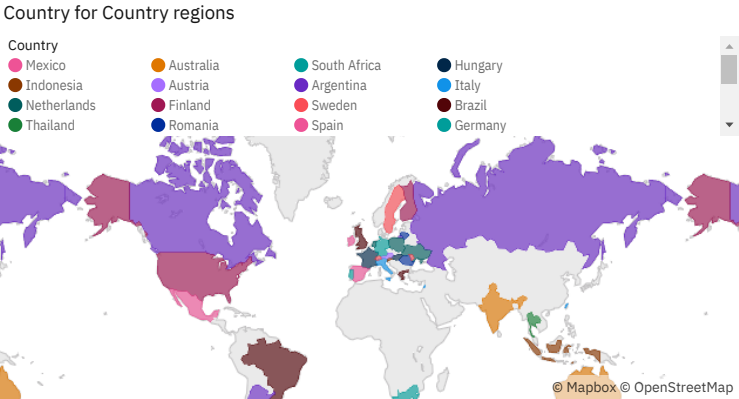 Country for Country regions
Country
Mexico Australia South Africa Hungary
Indonesia Austria Argentina Italy
Netherlands Finland Sweden Brazil
Thailand Romania Spain Germany
© Mapbox © OpenStreetMap